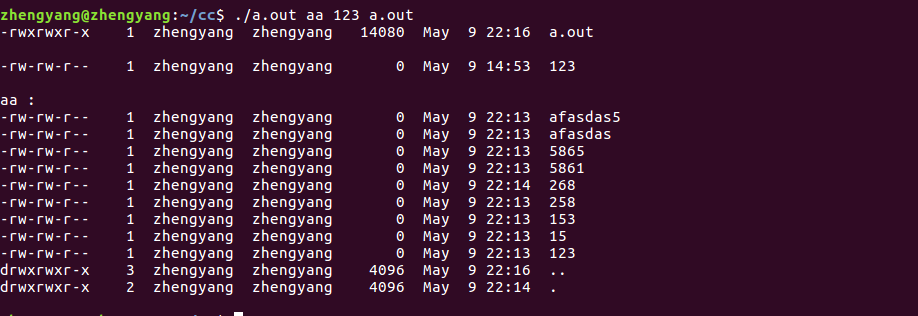 zhengyang@zhengyang:~/cc$ ./a.out aa 123 a.out
-rwxrwxr-x    1  zhengyang  zhengyang   14080  May  9 22:16  a.out
-rw-rw-r--    1  zhengyang  zhengyang       0  May  9 14:53  123
aa :
-rw-rw-r--    1  zhengyang  zhengyang       0  May  9 22:13  afasdas5
-rw-rw-r--    1  zhengyang  zhengyang       0  May  9 22:13  afasdas
-rw-rw-r--    1  zhengyang  zhengyang       0  May  9 22:13  5865
-rw-rw-r--    1  zhengyang  zhengyang       0  May  9 22:13  5861
-rw-rw-r--    1  zhengyang  zhengyang       0  May  9 22:14  268
-rw-rw-r--    1  zhengyang  zhengyang       0  May  9 22:13  258
-rw-rw-r--    1  zhengyang  zhengyang       0  May  9 22:13  153
-rw-rw-r--    1  zhengyang  zhengyang       0  May  9 22:13  15
-rw-rw-r--    1  zhengyang  zhengyang       0  May  9 22:13  123
drwxrwxr-x    3  zhengyang  zhengyang    4096  May  9 22:16  ..
drwxrwxr-x    2  zhengyang  zhengyang    4096  May  9 22:14  .